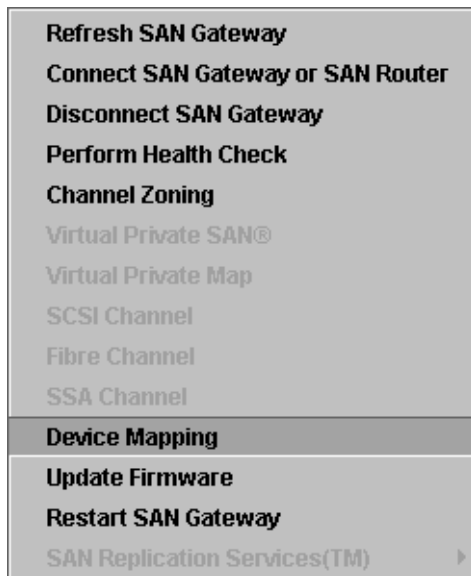 Refresh SAN Gateway
Connect SAN Gateway or SAN Router
Disconnect SAN Gateway
Perform Health Check
Channel Zoning
Virtual Private SAN®
Virtual Private Map
SCSI Channel
Fibre Channel
SSA Channel
Device Mapping
Update Firmware
Restart SAN Gateway
SAN Replication Services(TM)